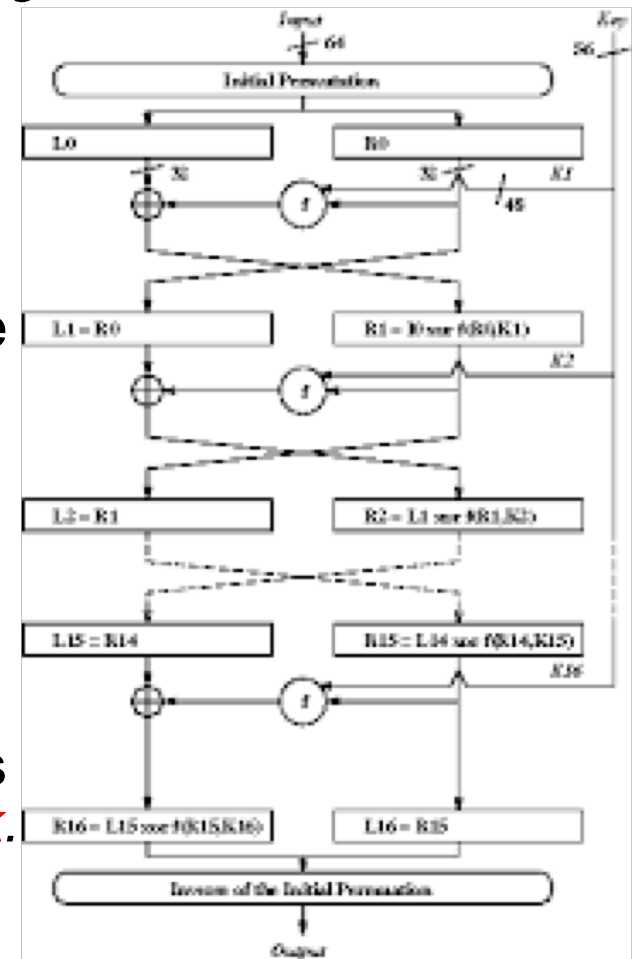 Input Key
64 56
Initial Permutation
L0 R0
32 32 K1
48
f
L1 = R0 R1 = l0 xor f(R0,K1)
K2
f
L2 = R1 R2 = L1 xor f(R1,K2)
L15 = R14 R15 = L14 xor f(R14,K15)
K16
f
R16 = L15 xor f(R15,K16) L16 = R15
Inverse of the Initial Permutation
Output